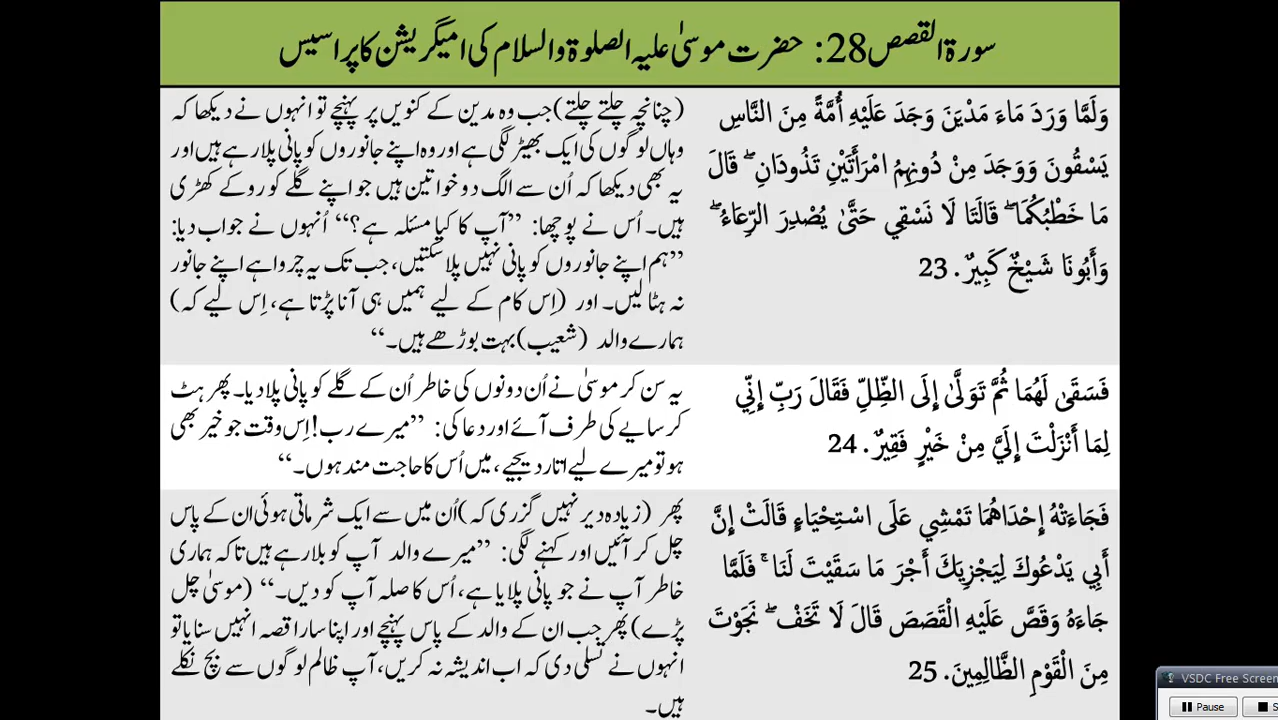 سورۃ القصص 28: حضرت موسیٰ علیہ الصلوۃ والسلام کی امیگریشن کا پراسیس
وَلَمَّا وَرَدَ مَاءَ مَدْيَنَ وَجَدَ عَلَيْهِ أُمَّةً مِنَ النَّاسِ
يَسْقُونَ وَوَجَدَ مِنْ دُونِهِمُ امْرَأَتَيْنِ تَذُودَانِ ۖ قَالَ
مَا خَطْبُكُمَا ۖ قَالَتَا لَا نَسْقِي حَتَّىٰ يُصْدِرَ الرِّعَاءُ ۖ
وَأَبُونَا شَيْخٌ كَبِيرٌ . 23
(چنانچہ چلتے چلتے) جب وہ مدین کے کنویں پر پہنچے تو انہوں نے دیکھا کہ
وہاں لوگوں کی ایک بھیڑ لگی ہے اور وہ اپنے جانوروں کو پانی پلا رہے ہیں اور
یہ بھی دیکھا کہ اُن سے الگ دو خواتین ہیں جو اپنے گلے کو روکے کھڑی
ہیں۔ اُس نے پوچھا: ”آپ کا کیا مسئلہ ہے؟“ اُنہوں نے جواب دیا:
”ہم اپنے جانوروں کو پانی نہیں پلا سکتیں، جب تک یہ چرواہے اپنے جانور
نہ ہٹا لیں۔ اور (اِس کام کے لیے ہمیں ہی آنا پڑتا ہے، اِس لیے کہ)
ہمارے والد (شعیب) بہت بوڑھے ہیں۔“
فَسَقَىٰ لَهُمَا ثُمَّ تَوَلَّىٰ إِلَى الظِّلِّ فَقَالَ رَبِّ إِنِّي
لِمَا أَنْزَلْتَ إِلَيَّ مِنْ خَيْرٍ فَقِيرٌ . 24
یہ سن کر موسیٰ نے اُن دونوں کی خاطر اُن کے گلے کو پانی پلا دیا۔ پھر ہٹ
کر سایے کی طرف آئے اور دعا کی: ”میرے رب! اِس وقت جو خیر بھی
ہو تو میرے لیے اتار دیجیے، میں اُس کا حاجت مند ہوں۔“
فَجَاءَتْهُ إِحْدَاهُمَا تَمْشِي عَلَى اسْتِحْيَاءٍ قَالَتْ إِنَّ
أَبِي يَدْعُوكَ لِيَجْزِيَكَ أَجْرَ مَا سَقَيْتَ لَنَا ۚ فَلَمَّا
جَاءَهُ وَقَصَّ عَلَيْهِ الْقَصَصَ قَالَ لَا تَخَفْ ۖ نَجَوْتَ
مِنَ الْقَوْمِ الظَّالِمِينَ . 25
پھر (زیادہ دیر نہیں گزری کہ) اُن میں سے ایک شرماتی ہوئی ان کے پاس
چل کر آئیں اور کہنے لگی: ”میرے والد آپ کو بلا رہے ہیں تاکہ ہماری
خاطر آپ نے جو پانی پلایا ہے، اُس کا صلہ آپ کو دیں۔“ (موسیٰ چل
پڑے) پھر جب ان کے والد کے پاس پہنچے اور اپنا سارا قصہ انہیں سنایا تو
انہوں نے تسلی دی کہ اب اندیشہ نہ کریں، آپ ظالم لوگوں سے بچ نکلے
ہیں۔
VSDC Free Screen
Pause